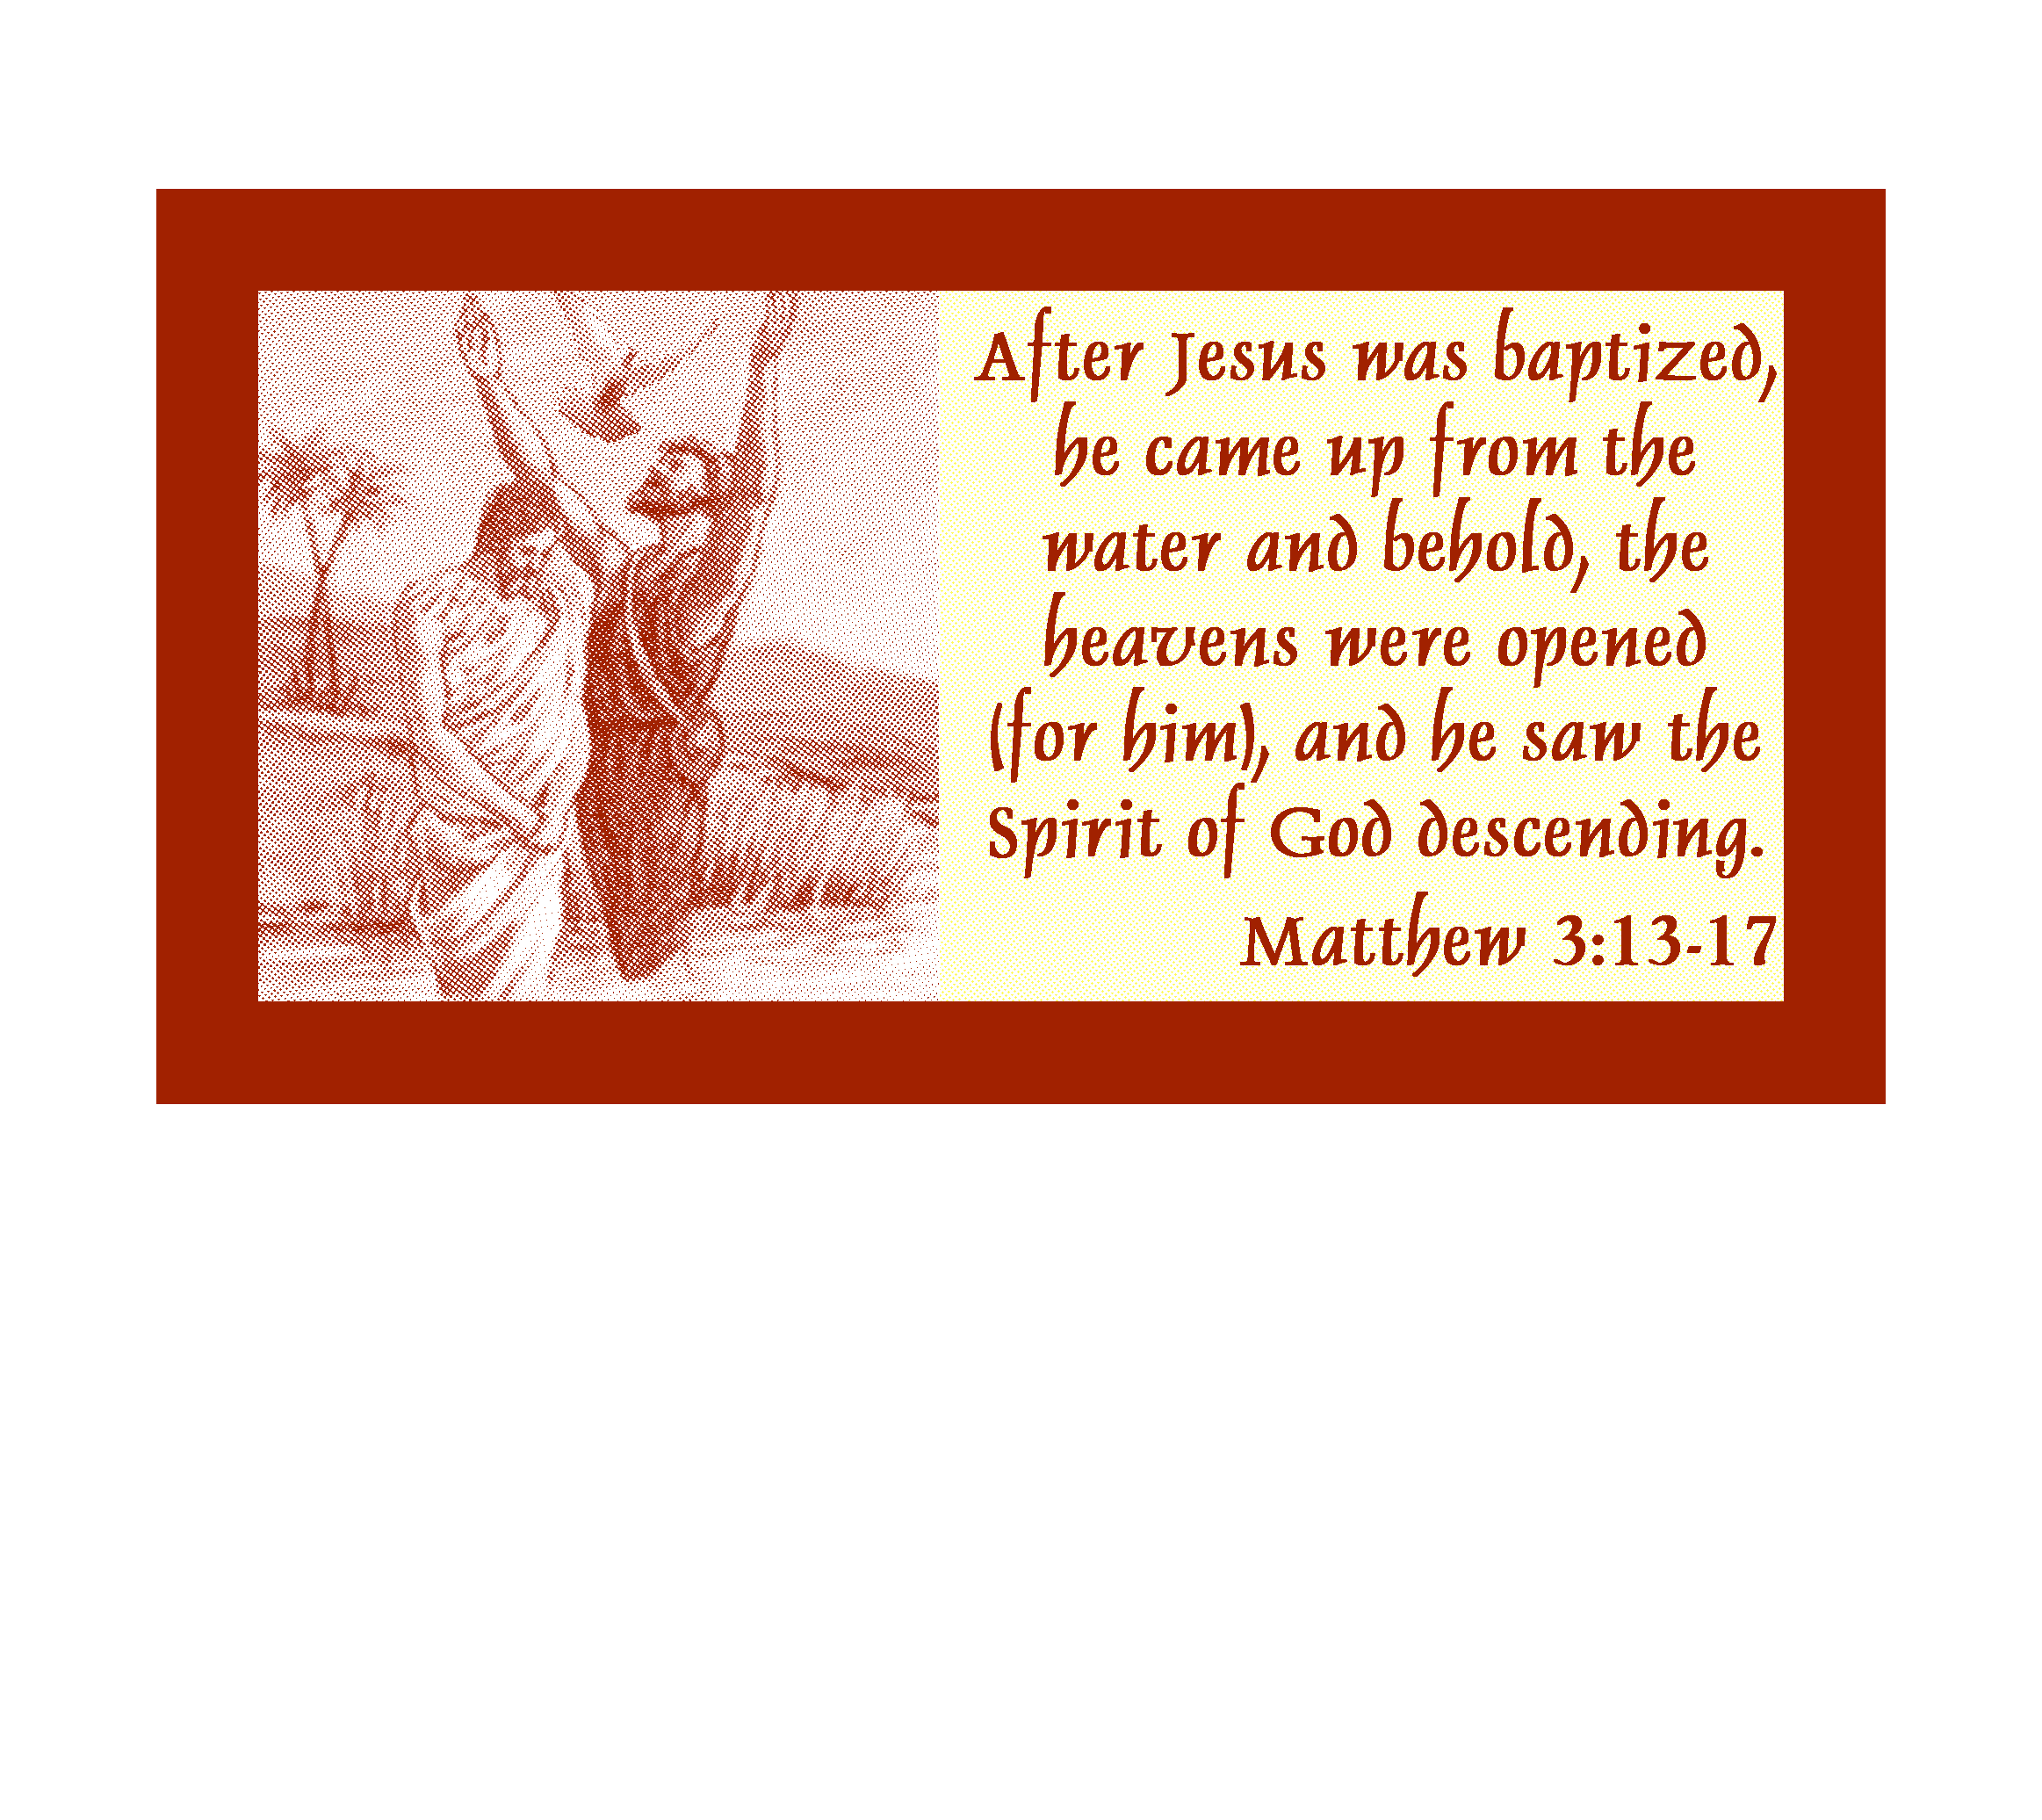 After Jesus was baptized,
he came up from the
water and behold, the
heavens were opened
(for him), and he saw the
Spirit of God descending.
Matthew 3:13-17